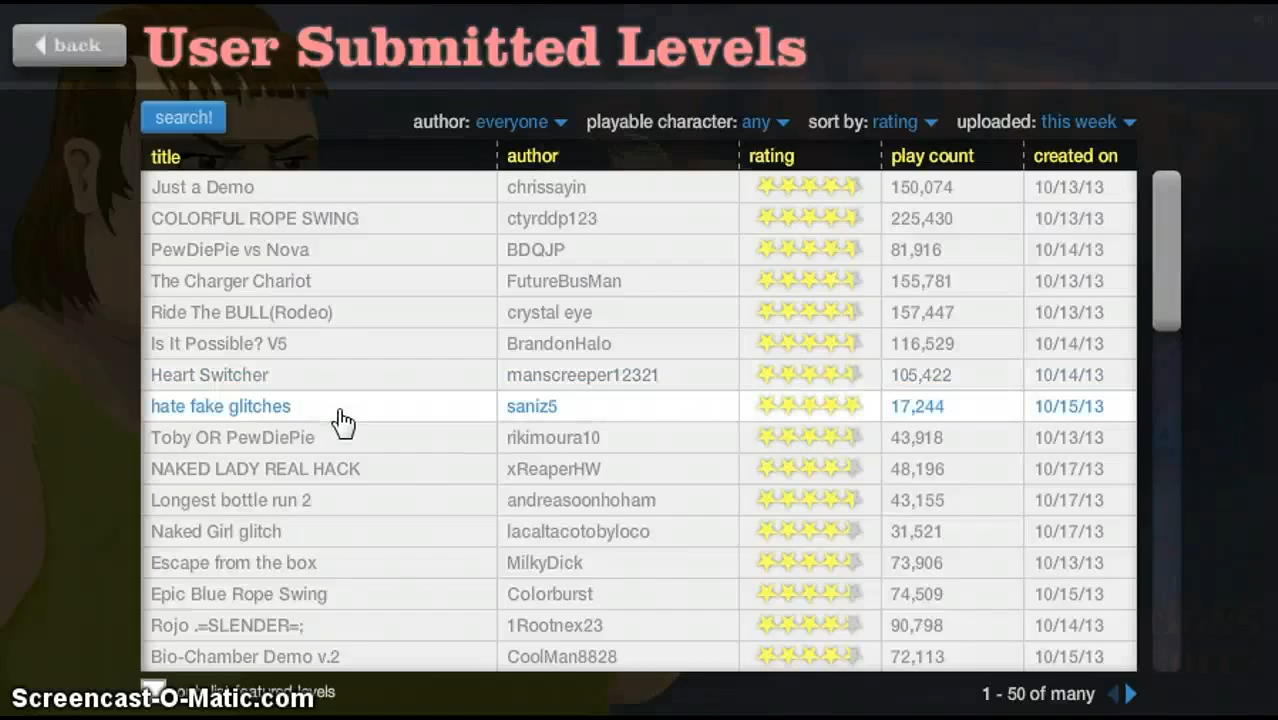 back
User Submitted Levels
search!
author: everyone playable character: any sort by: rating uploaded: this week
title author rating play count created on
Just a Demo chrissayin 150,074 10/13/13
COLORFUL ROPE SWING ctyrddp123 225,430 10/13/13
PewDiePie vs Nova BDQJP 81,916 10/14/13
The Charger Chariot FutureBusMan 155,781 10/13/13
Ride The BULL(Rodeo) crystal eye 157,447 10/13/13
Is It Possible? V5 BrandonHalo 116,529 10/14/13
Heart Switcher manscreeper12321 105,422 10/14/13
hate fake glitches saniz5 17,244 10/15/13
Toby OR PewDiePie rikimoura10 43,918 10/13/13
NAKED LADY REAL HACK xReaperHW 48,196 10/17/13
Longest bottle run 2 andreasoonhoham 43,155 10/17/13
Naked Girl glitch lacaltacotobyloco 31,521 10/17/13
Escape from the box MilkyDick 73,906 10/13/13
Epic Blue Rope Swing Colorburst 74,509 10/15/13
Rojo .=SLENDER=; 1Rootnex23 90,798 10/14/13
Bio-Chamber Demo v.2 CoolMan8828 72,113 10/15/13
featured levels
1 - 50 of many
Screencast-O-Matic.com